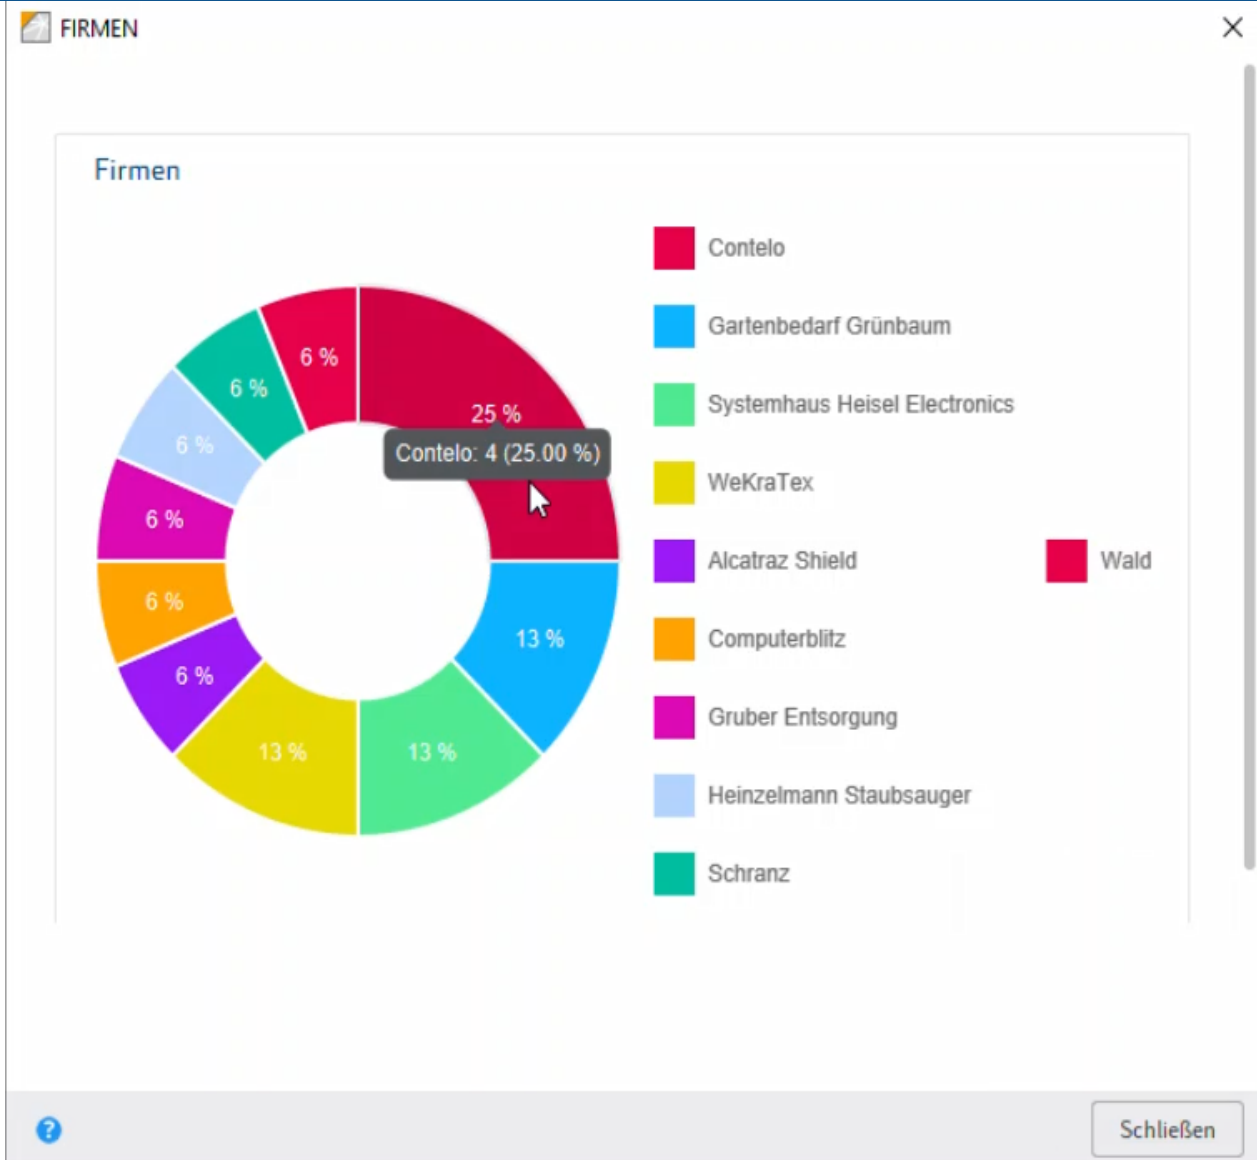 FIRMEN
Firmen
6 %
25 %
Contelo: 4 (25.00 %)
6 %
6 %
6 %
6 %
6 %
13 %
13 %
13 %
Contelo
Gartenbedarf Grünbaum
Systemhaus Heisel Electronics
WeKraTex
Alcatraz Shield
Wald
Computerblitz
Gruber Entsorgung
Heinzelmann Staubsauger
Schranz
?
Schließen